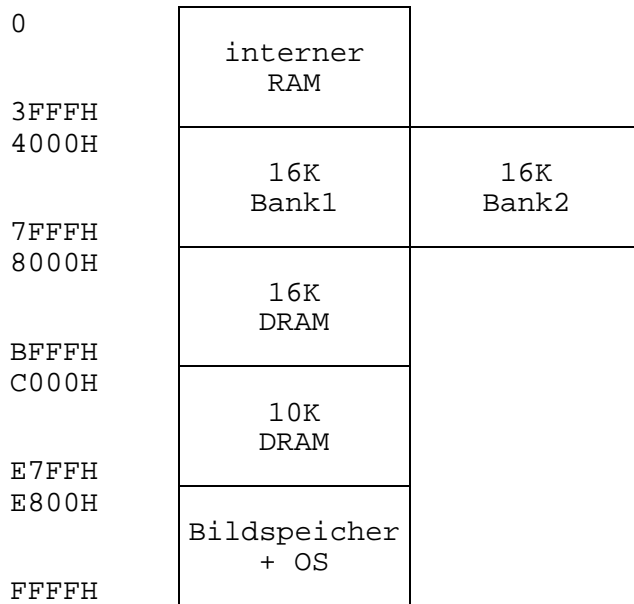 0
interner
RAM
3FFFH
4000H
16K
Bank1
16K
Bank2
7FFFH
8000H
16K
DRAM
BFFFH
C000H
10K
DRAM
E7FFH
E800H
Bildspeicher
+ OS
FFFFH